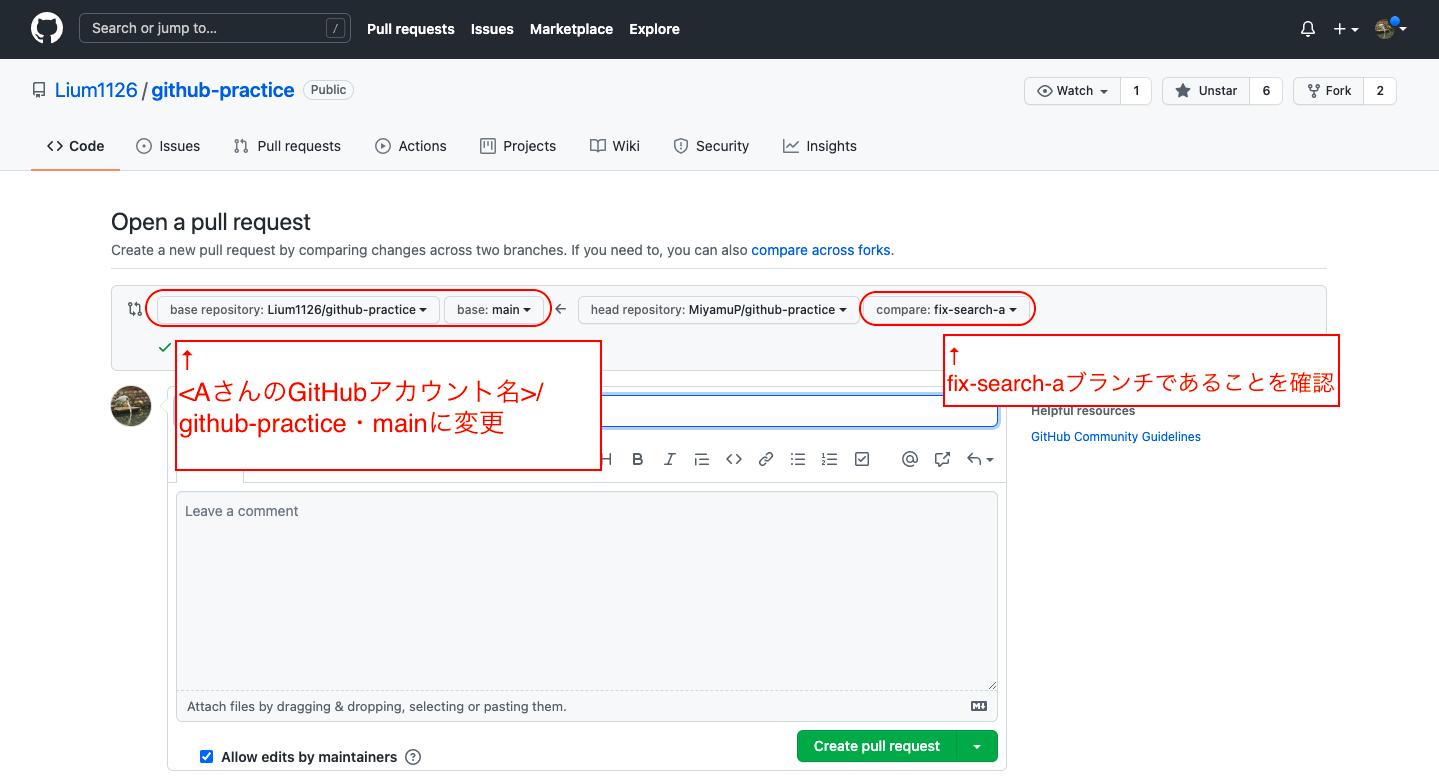 Search or jump to... /
Pull requests Issues Marketplace Explore
Lium1126 / github-practice Public
Watch 1 Unstar 6 Fork 2
Code Issues Pull requests Actions Projects Wiki Security Insights
Open a pull request
Create a new pull request by comparing changes across two branches. If you need to, you can also compare across forks.
base repository: Lium1126/github-practice base: main ← head repository: MiyamuP/github-practice compare: fix-search-a
↑
<AさんのGitHubアカウント名>/
github-practice・mainに変更
↑
fix-search-aブランチであることを確認
Helpful resources
GitHub Community Guidelines
H B I
Leave a comment
Attach files by dragging & dropping, selecting or pasting them.
Allow edits by maintainers ?
Create pull request